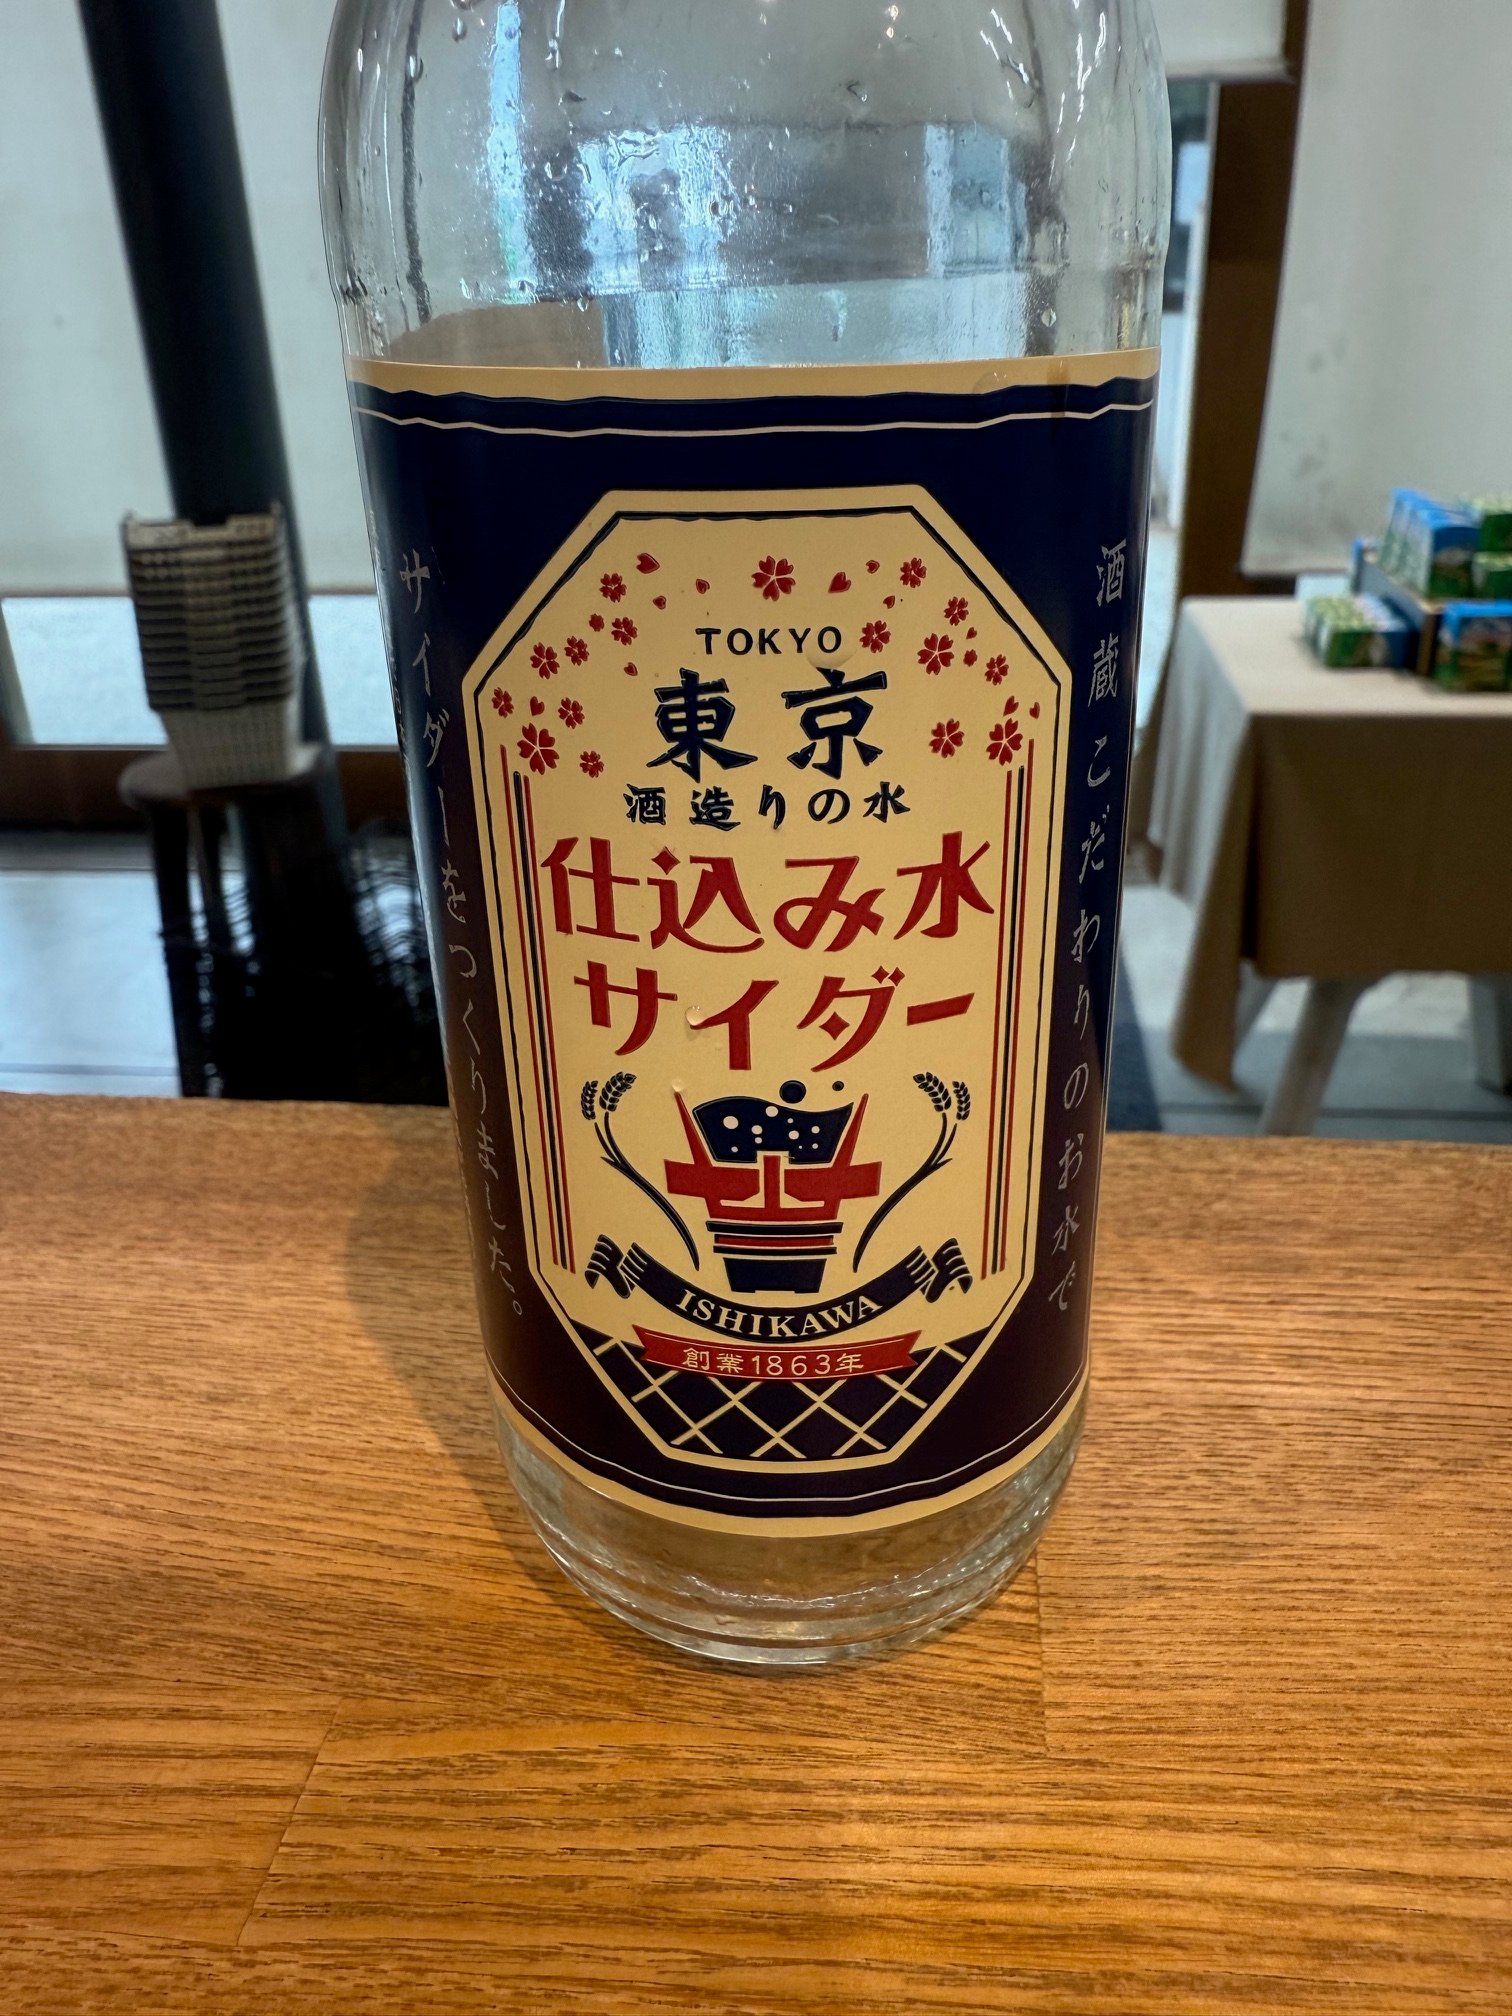 酒蔵こだわりのお水で
TOKYO
東京
酒造りの水
仕込み水
サイダー
ISHIKAWA
創業1863年
サイダーをつくりました。